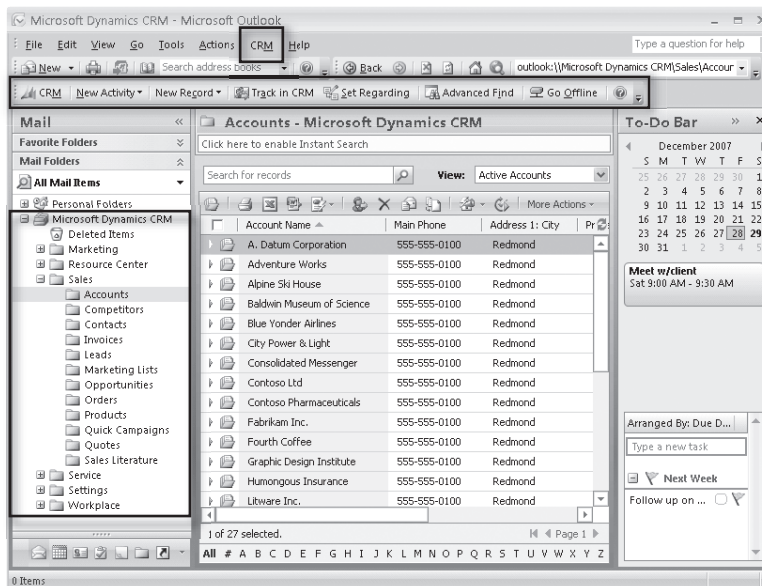 Microsoft Dynamics CRM - Microsoft Outlook
File Edit View Go Tools Actions CRM Help
Type a question for help
New Search address books Back outlook:\\Microsoft Dynamics CRM\Sales\Accour
CRM New Activity New Record Track in CRM Set Regarding Advanced Find Go Offline
Mail «
Favorite Folders
Mail Folders
All Mail Items
Personal Folders
Microsoft Dynamics CRM
Deleted Items
Marketing
Resource Center
Sales
Accounts
Competitors
Contacts
Invoices
Leads
Marketing Lists
Opportunities
Orders
Products
Quick Campaigns
Quotes
Sales Literature
Service
Settings
Workplace
Accounts - Microsoft Dynamics CRM
Click here to enable Instant Search
Search for records View: Active Accounts
More Actions
Account Name Main Phone Address 1: City Pr
A. Datum Corporation 555-555-0100 Redmond
Adventure Works 555-555-0100 Redmond
Alpine Ski House 555-555-0100 Redmond
Baldwin Museum of Science 555-555-0100 Redmond
Blue Yonder Airlines 555-555-0100 Redmond
City Power & Light 555-555-0100 Redmond
Consolidated Messenger 555-555-0100 Redmond
Contoso Ltd 555-555-0100 Redmond
Contoso Pharmaceuticals 555-555-0100 Redmond
Fabrikam Inc. 555-555-0100 Redmond
Fourth Coffee 555-555-0100 Redmond
Graphic Design Institute 555-555-0100 Redmond
Humongous Insurance 555-555-0100 Redmond
Litware Inc. 555-555-0100 Redmond
1 of 27 selected. Page 1
All # A B C D E F G H I J K L M N O P Q R S T U V W X Y Z
To-Do Bar »
December 2007
S M T W T F S
25 26 27 28 29 30 1
2 3 4 5 6 7 8
9 10 11 12 13 14 15
16 17 18 19 20 21 22
23 24 25 26 27 28 29
30 31 1 2 3 4 5
Meet w/client
Sat 9:00 AM - 9:30 AM
Arranged By: Due D...
Type a new task
Next Week
Follow up on ...
0 Items